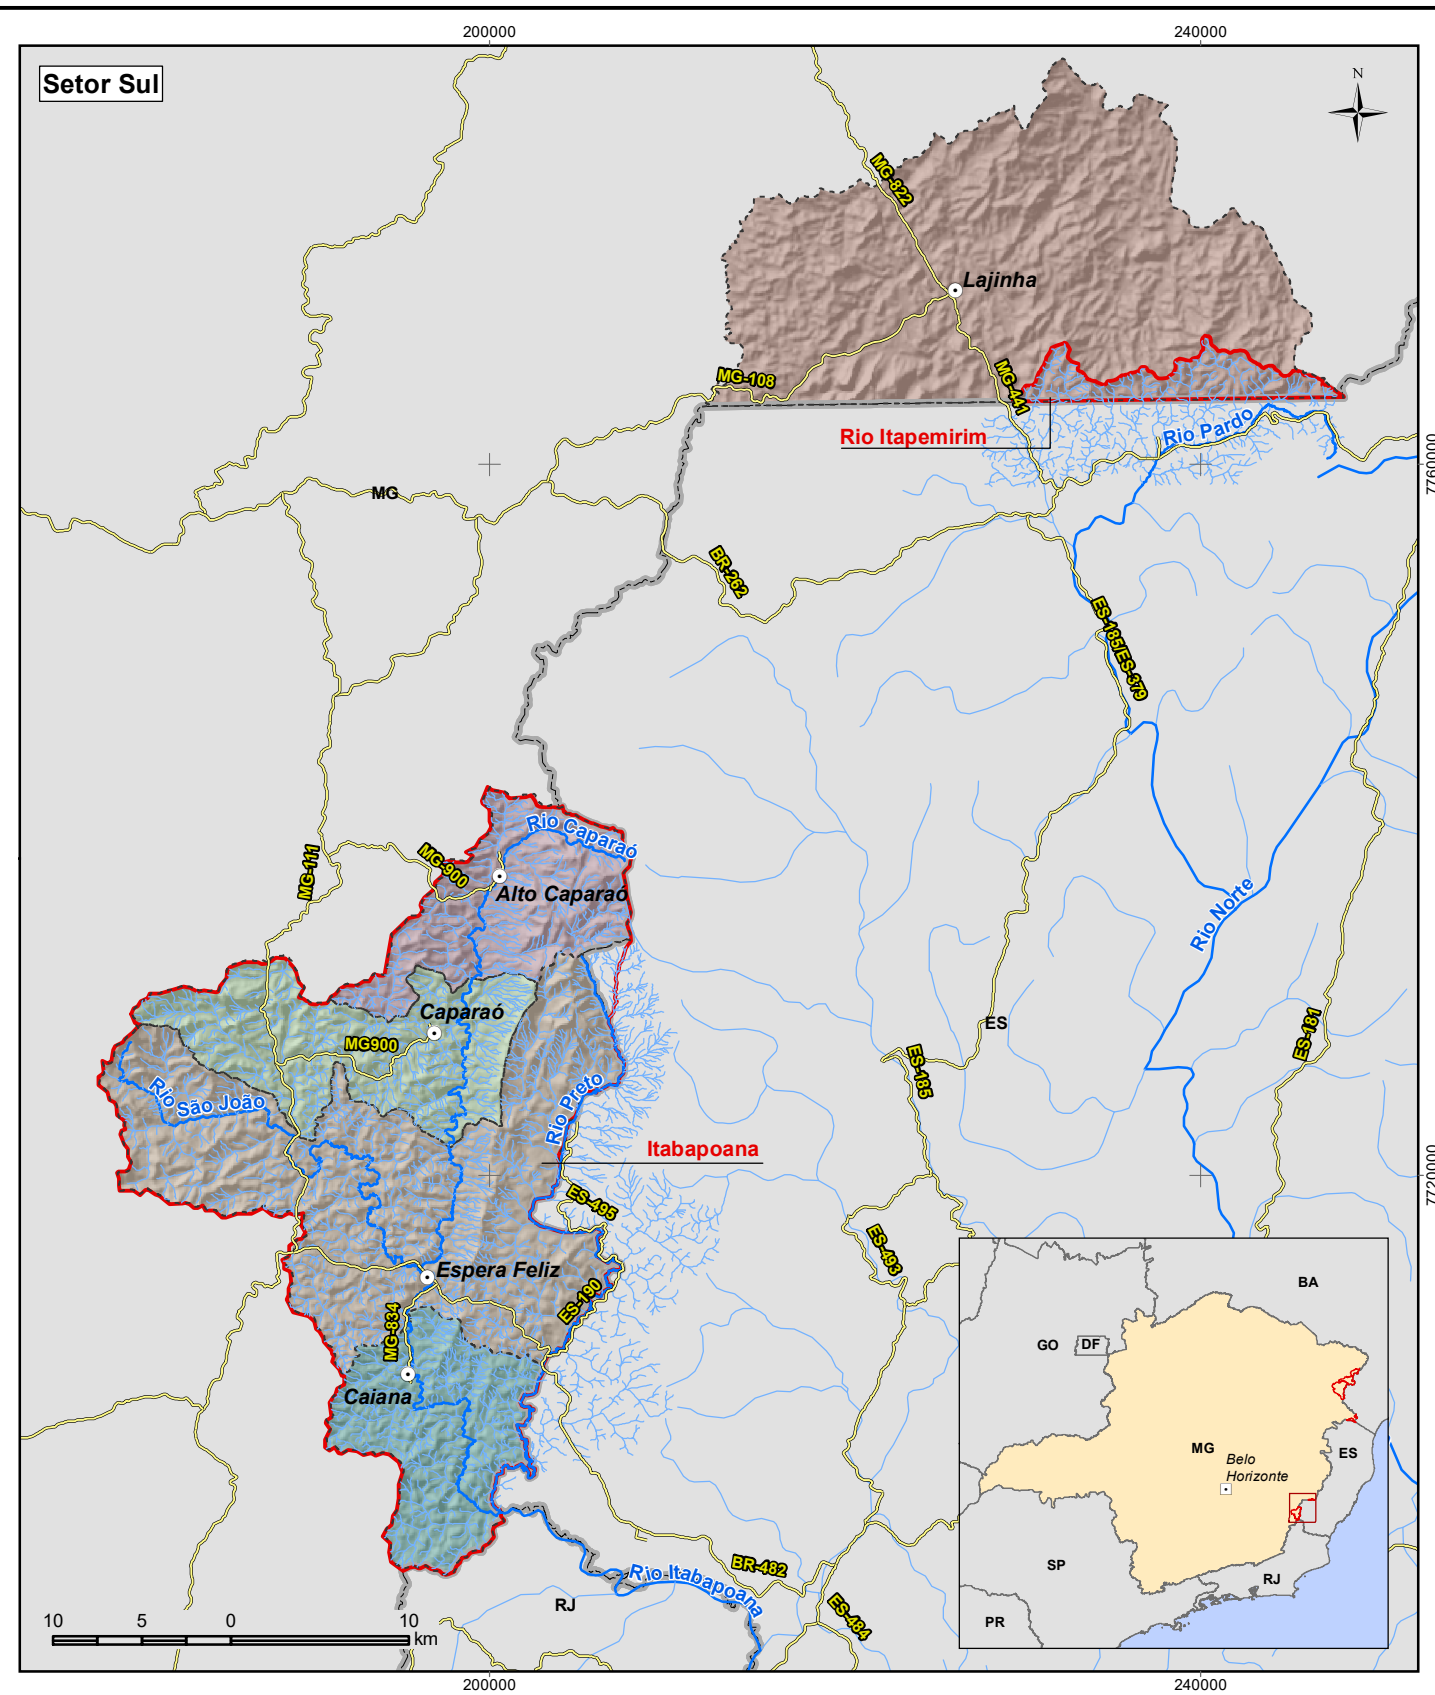 200000
240000
Setor Sul
N
MG-822
Lajinha
MG-108
MG-441
Rio Pardo
Rio Itapemirim
7760000
MG
BR-262
ES-185/ES-379
Rio Caparaó
MG-111
MG-900
Alto Caparaó
Rio Norte
Caparaó
ES
MG900
ES-181
ES-185
Rio São João
Rio Preto
Itabapoana
7720000
ES-495
ES-493
Espera Feliz
ES-190
MG-834
Caiana
BA
GO
DF
MG
Belo
Horizonte
ES
SP
RJ
PR
BR-482
Rio Itabapoana
ES-484
RJ
10 5 0 10
km
200000
240000